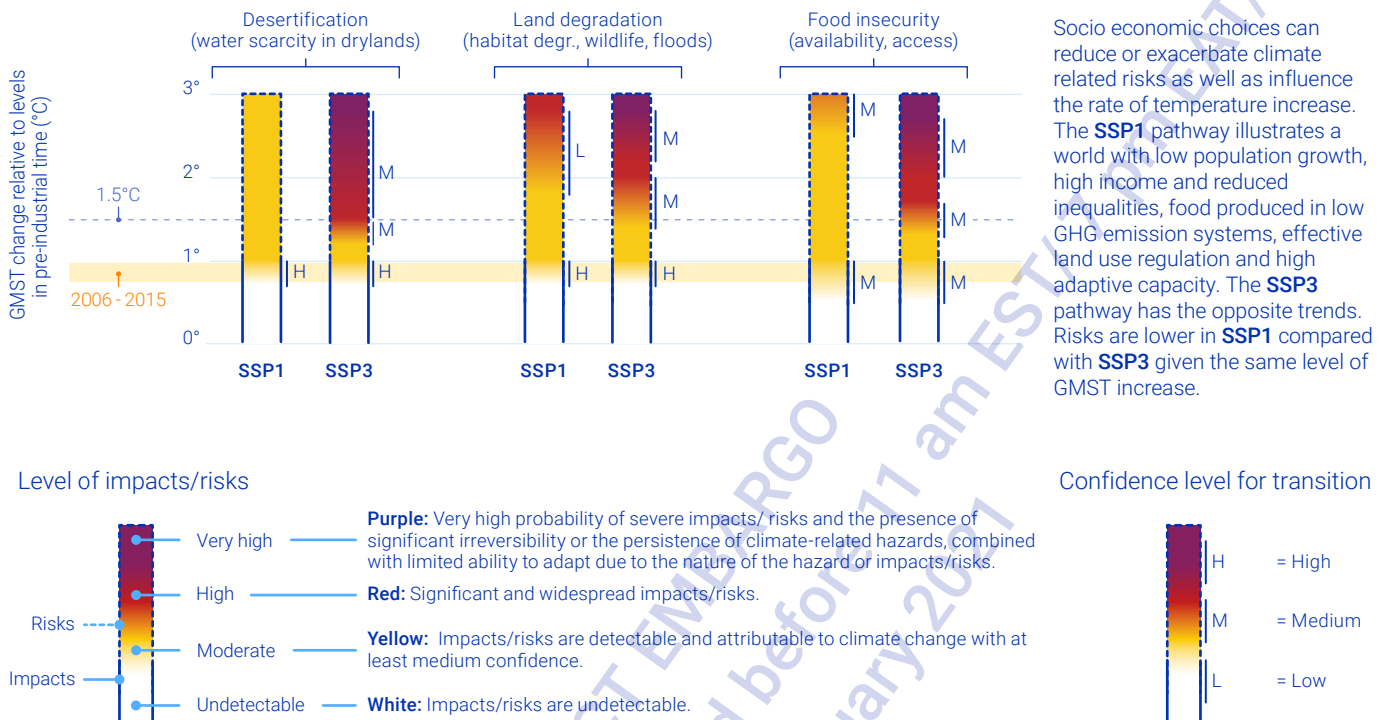 Desertification
(water scarcity in drylands)
Land degradation
(habitat degr., wildlife, floods)
Food insecurity
(availability, access)
GMST change relative to levels
in pre-industrial time (°C)
3°
2°
1°
0°
1.5°C
2006 - 2015
H
M
M
H
L
H
M
M
H
M
M
M
M
M
SSP1
SSP3
SSP1
SSP3
SSP1
SSP3
Socio economic choices can
reduce or exacerbate climate
related risks as well as influence
the rate of temperature increase.
The SSP1 pathway illustrates a
world with low population growth,
high income and reduced
inequalities, food produced in low
GHG emission systems, effective
land use regulation and high
adaptive capacity. The SSP3
pathway has the opposite trends.
Risks are lower in SSP1 compared
with SSP3 given the same level of
GMST increase.
Level of impacts/risks
Risks
Impacts
Very high
High
Moderate
Undetectable
Purple: Very high probability of severe impacts/ risks and the presence of
significant irreversibility or the persistence of climate-related hazards, combined
with limited ability to adapt due to the nature of the hazard or impacts/risks.
Red: Significant and widespread impacts/risks.
Yellow: Impacts/risks are detectable and attributable to climate change with at
least medium confidence.
White: Impacts/risks are undetectable.
Confidence level for transition
H = High
M = Medium
L = Low
EMBARGO
before 11 am EST/ 7 pm EAT/
2021